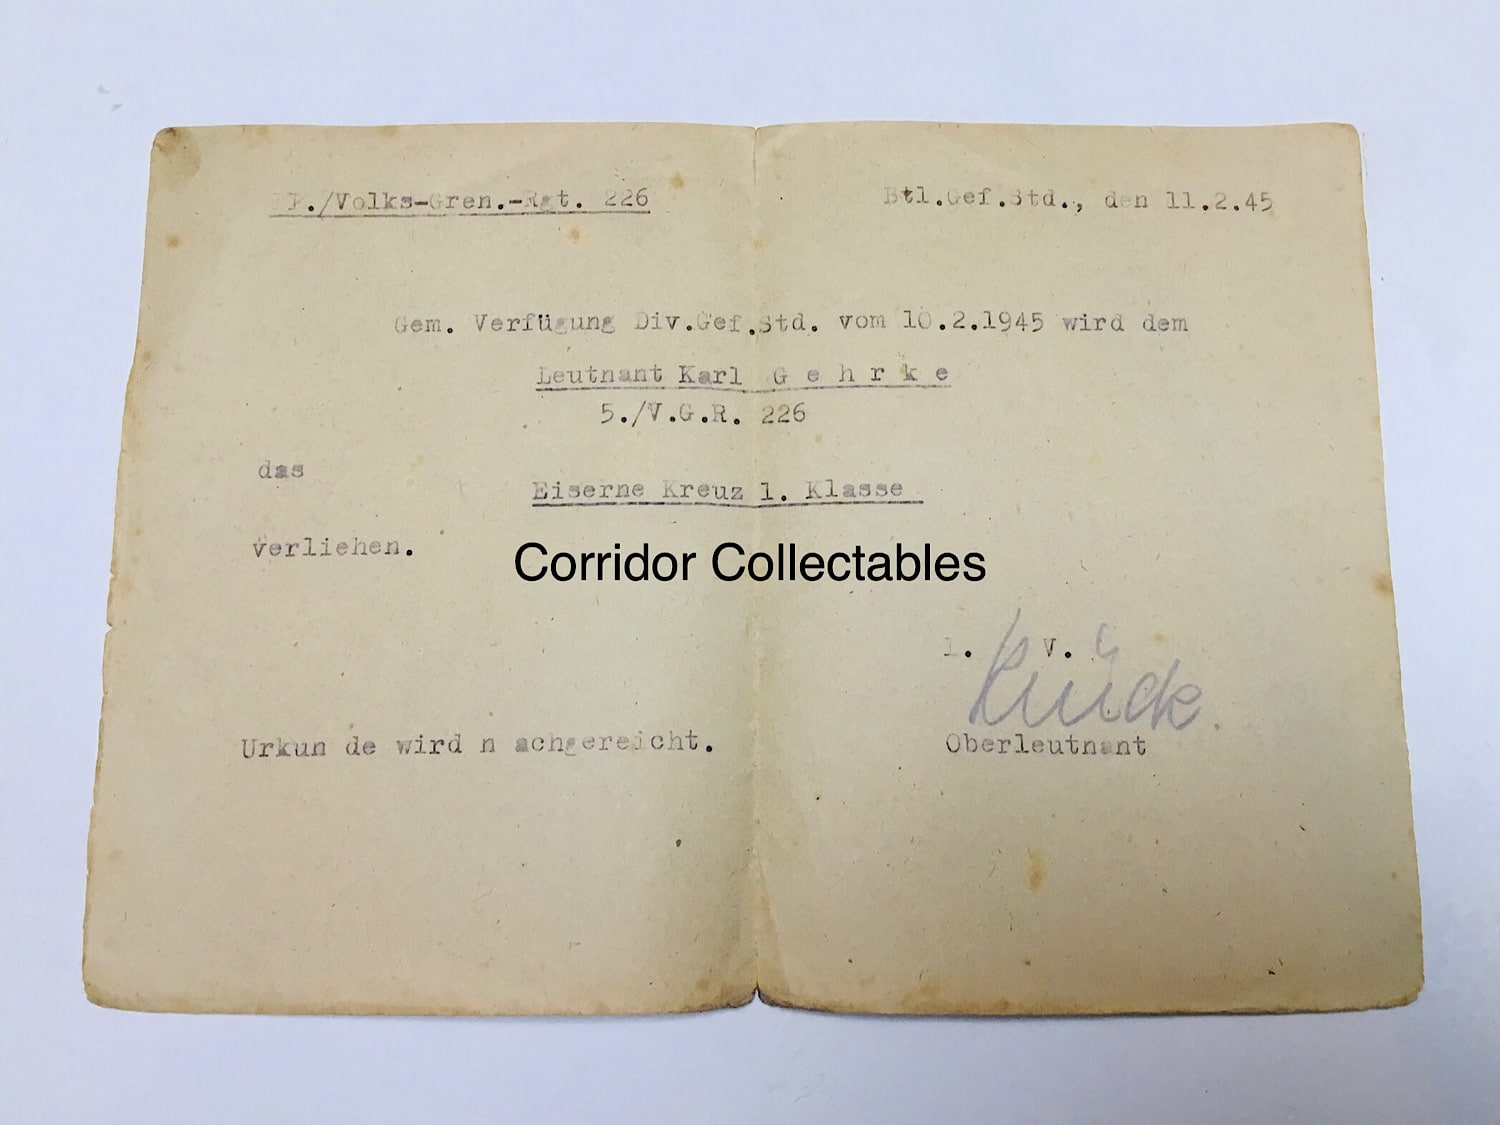 ./Volks-Gren.-Rgt. 226
Btl.Gef.Std., den 11.2.45
Gem. Verfügung Div.Gef.Std. vom 10.2.1945 wird dem
Leutnant Karl G e h r k e
5./V.G.R. 226
das
Eiserne Kreuz 1. Klasse
verliehen.
Corridor Collectables
I. V.
Oberleutnant
Urkun de wird n achgereicht.